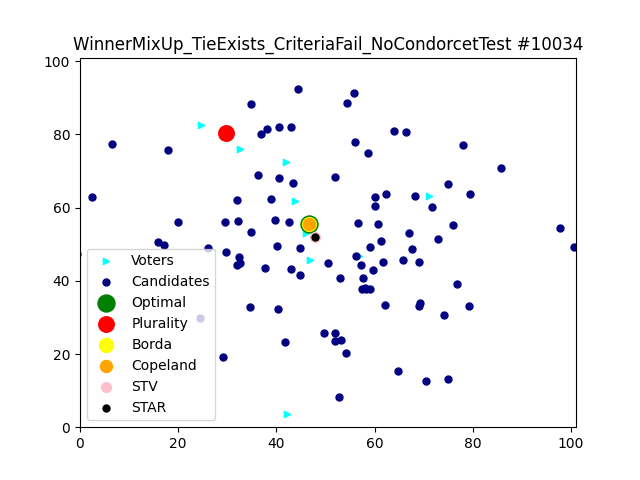 WinnerMixUp_TieExists_CriteriaFail_NoCondorcetTest #10034
100
80
60
40
20
0
Voters
Candidates
Optimal
Plurality
Borda
Copeland
STV
STAR
0 20 40 60 80 100